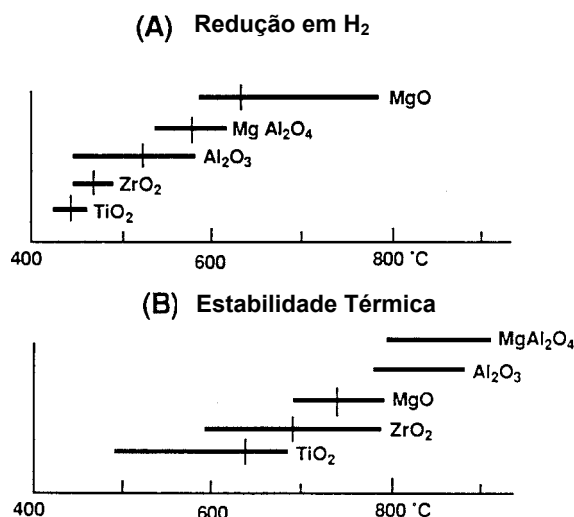 (A) Redução em H₂
MgO
Mg Al₂O₄
Al₂O₃
ZrO₂
TiO₂
400 600 800 °C
(B) Estabilidade Térmica
MgAl₂O₄
Al₂O₃
MgO
ZrO₂
TiO₂
400 600 800 °C